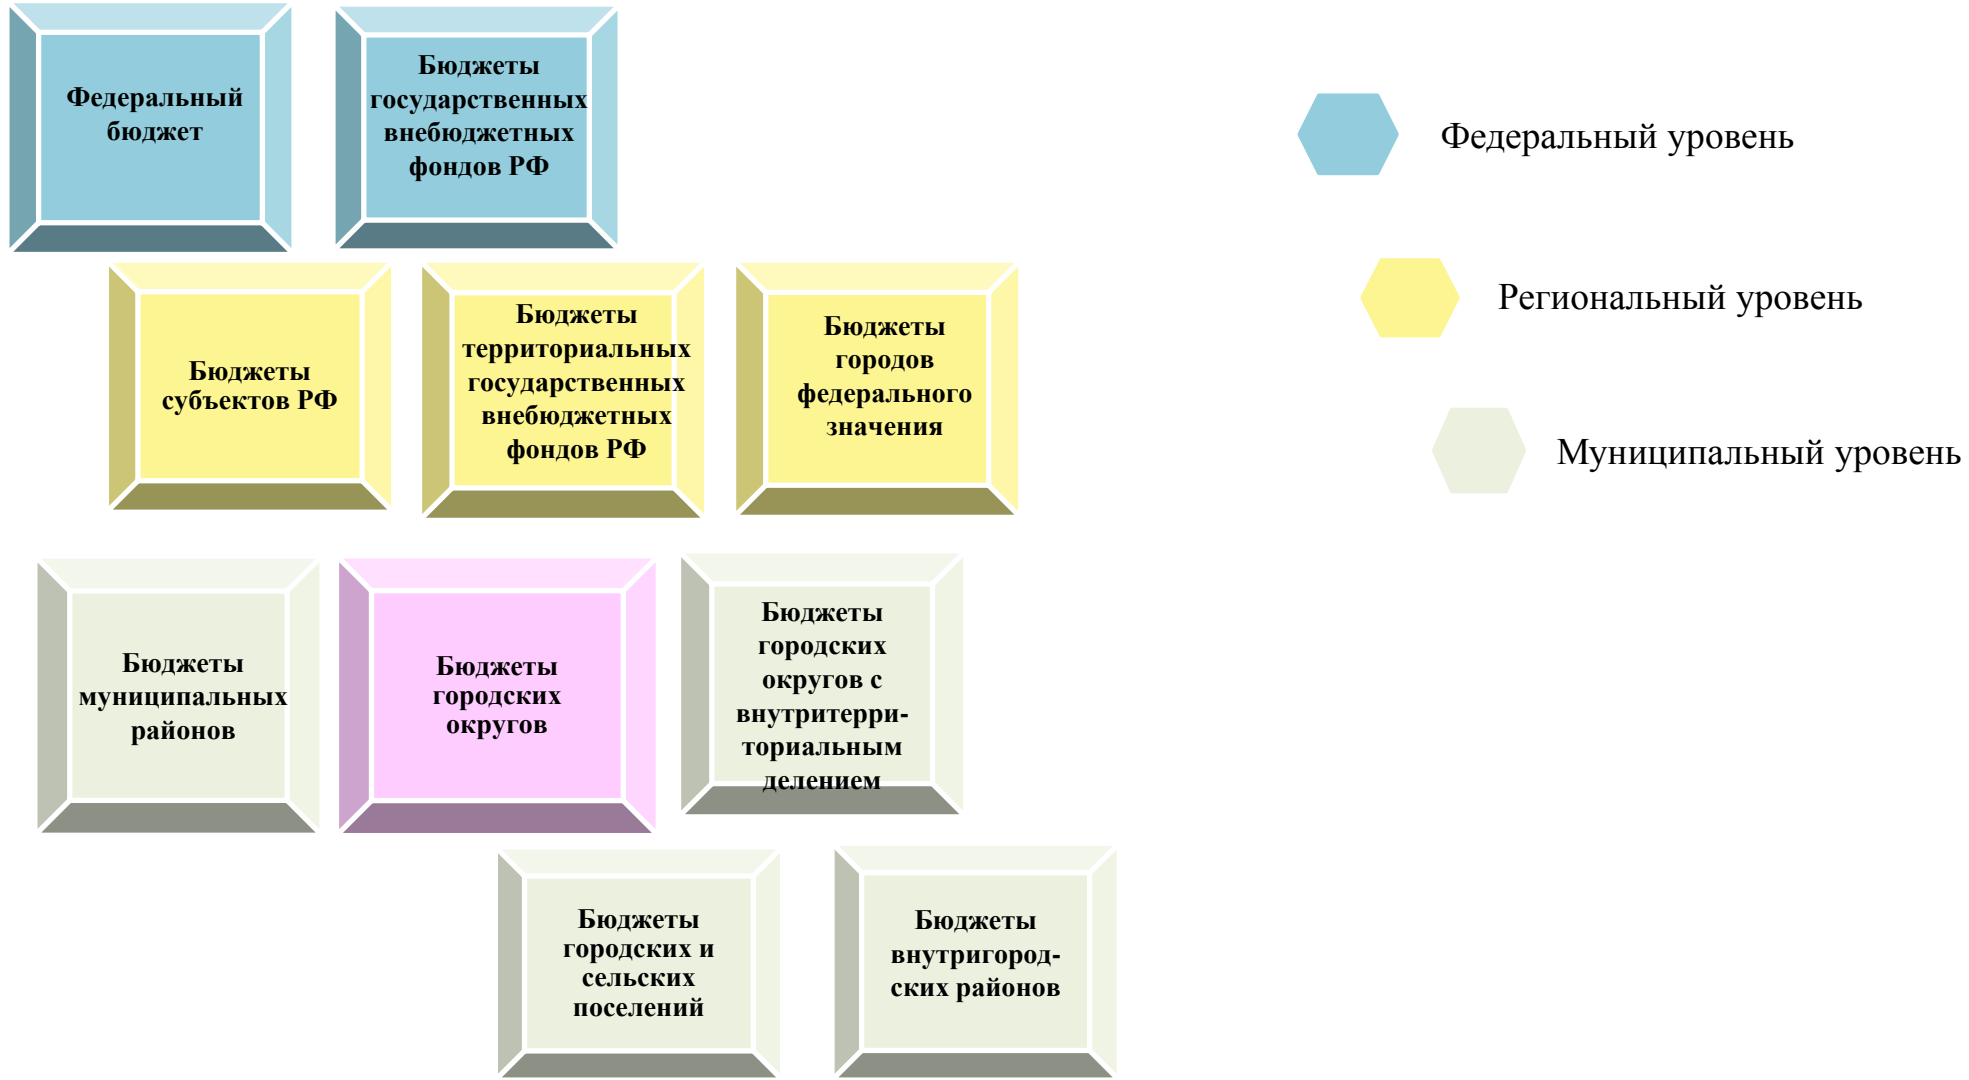 Федеральный
бюджет
Бюджеты
государственных
внебюджетных
фондов РФ
Федеральный уровень
Бюджеты
субъектов РФ
Бюджеты
территориальных
государственных
внебюджетных
фондов РФ
Бюджеты
городов
федерального
значения
Региональный уровень
Муниципальный уровень
Бюджеты
муниципальных
районов
Бюджеты
городских
округов
Бюджеты
городских
округов с
внутритерри-
ториальным
делением
Бюджеты
городских и
сельских
поселений
Бюджеты
внутригород-
ских районов